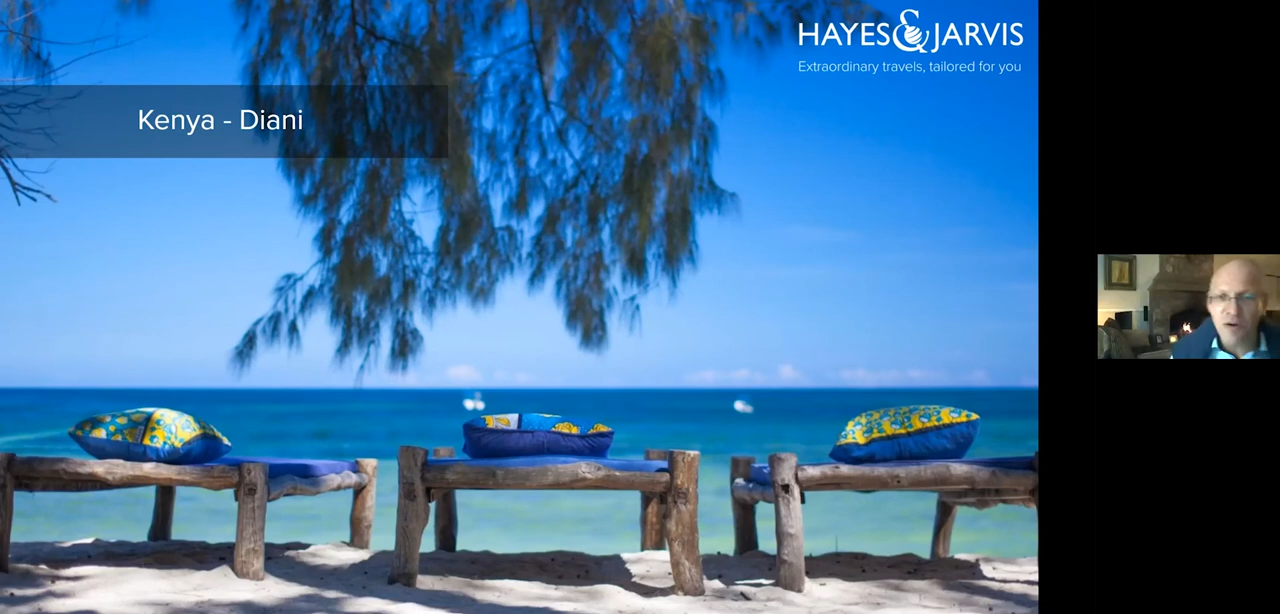 HAYES & JARVIS
Extraordinary travels, tailored for you
Kenya - Diani